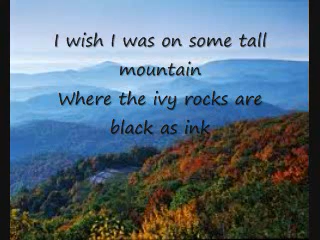 I wish I was on some tall
mountain
Where the ivy rocks are
black as ink